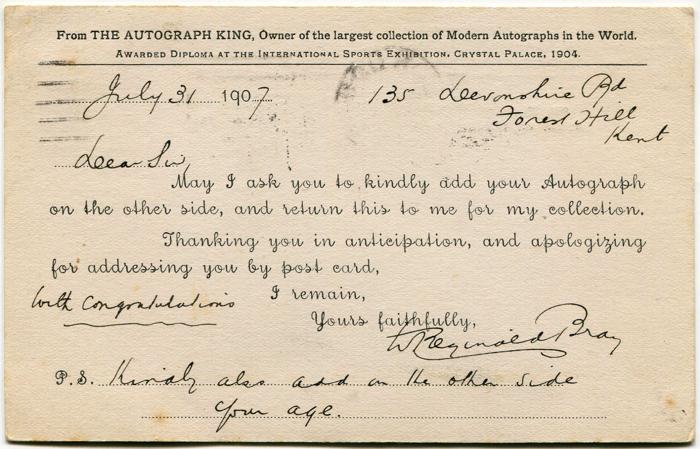 From THE AUTOGRAPH KING, Owner of the largest collection of Modern Autographs in the World.
AWARDED DIPLOMA AT THE INTERNATIONAL SPORTS EXHIBITION, CRYSTAL PALACE, 1904.
July 31 1907 135 Devonshire Rd
Forest Hill
Kent
Dear Sir,
May I ask you to kindly add your Autograph
on the other side, and return this to me for my collection.
Thanking you in anticipation, and apologizing
for addressing you by post card,
With Congratulations I remain,
Yours faithfully,
W Reginald Bray
P.S. Kindly also add on the other side
your age.